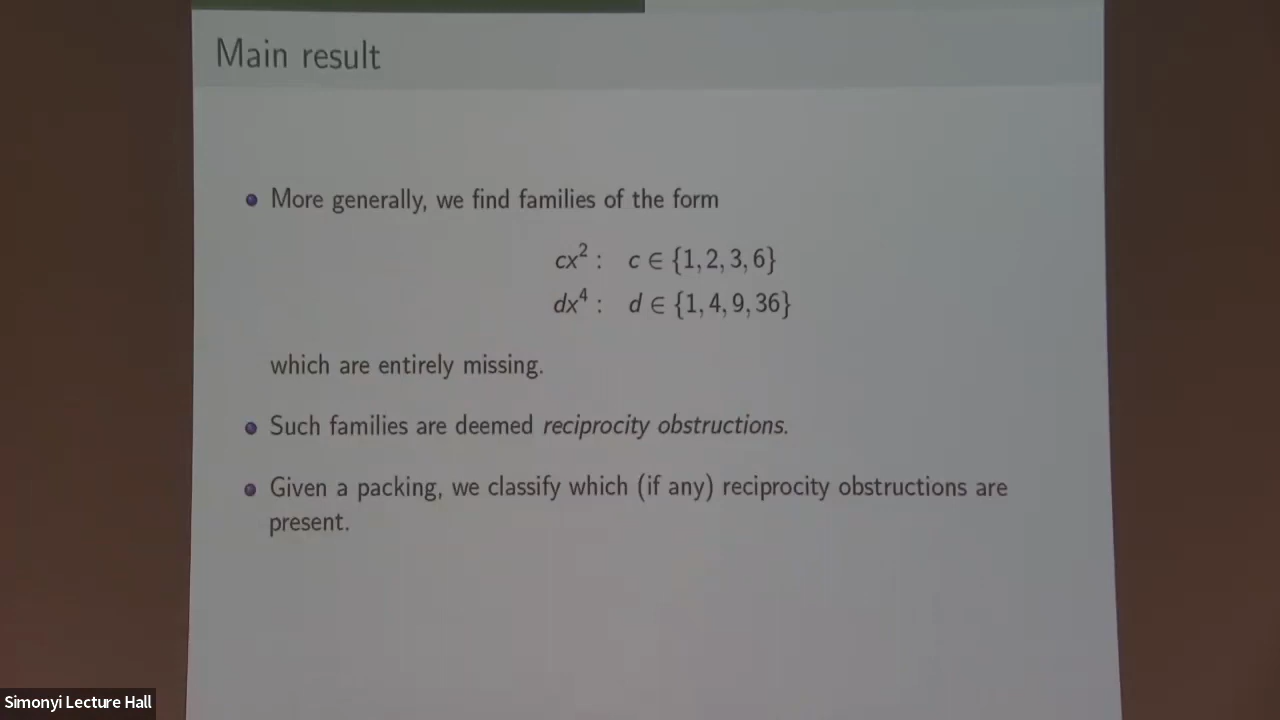 Main result
More generally, we find families of the form
cx² : c ∈ {1, 2, 3, 6}
dx⁴ : d ∈ {1, 4, 9, 36}
which are entirely missing.
Such families are deemed reciprocity obstructions.
Given a packing, we classify which (if any) reciprocity obstructions are
present.
Simonyi Lecture Hall